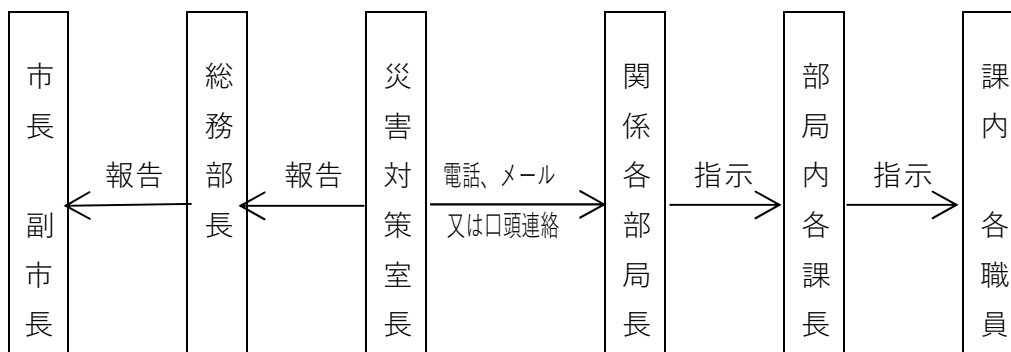 市長　副市長
報告
総務部長
報告
災害対策室長
電話、メール
又は口頭連絡
関係各部局長
指示
部局内各課長
指示
課内　各職員